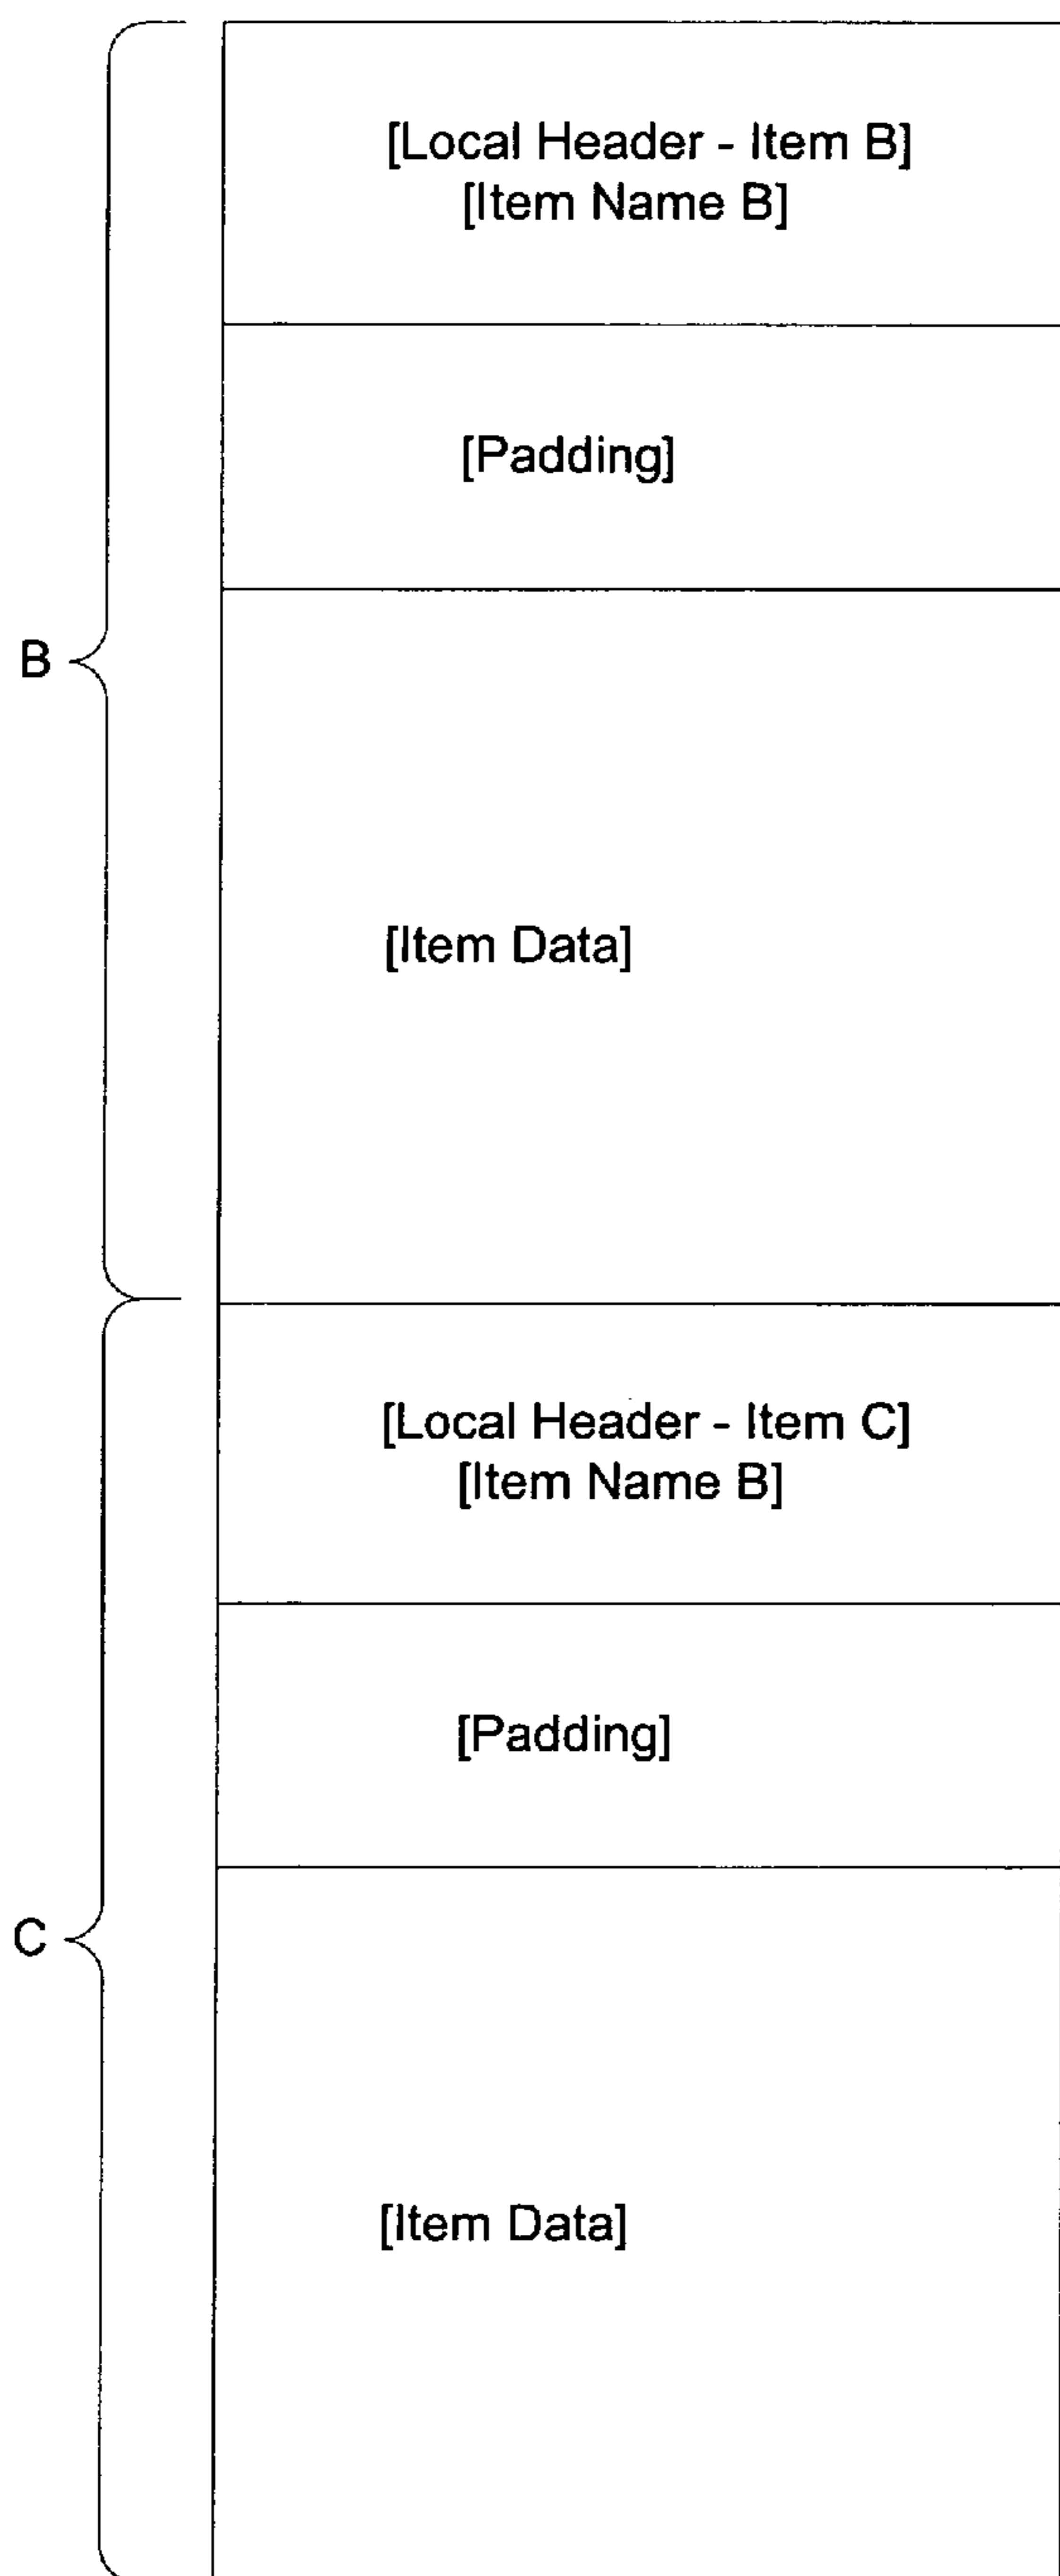 [Local Header - Item B]
[Item Name B]
[Padding]
B
[Item Data]
[Local Header - Item C]
[Item Name B]
[Padding]
C
[Item Data]